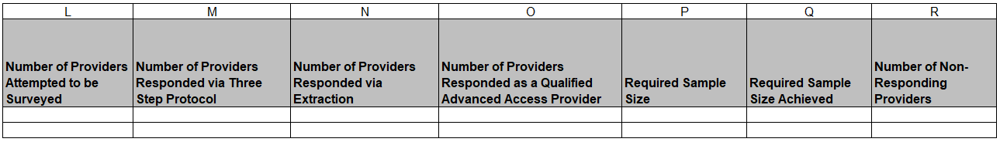 L M N O P Q R
Number of Providers Attempted to be Surveyed
Number of Providers Responded via Three Step Protocol
Number of Providers Responded via Extraction
Number of Providers Responded as a Qualified Advanced Access Provider
Required Sample Size
Required Sample Size Achieved
Number of Non-Responding Providers